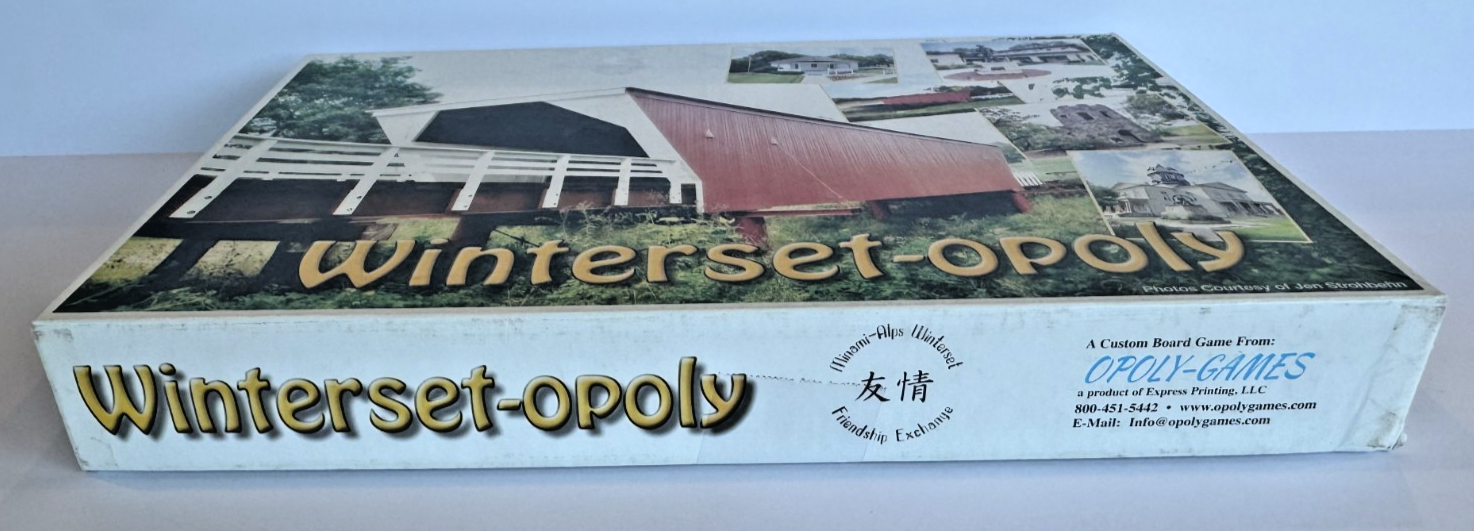 Winterset-opoly
Photos Courtesy of Jen Strohbehn
Winterset-opoly
Minami-Alps Winterset
友情
Friendship Exchange
A Custom Board Game From:
OPOLY-GAMES
a product of Express Printing, LLC
800-451-5442 • www.opolygames.com
E-Mail: Info@opolygames.com